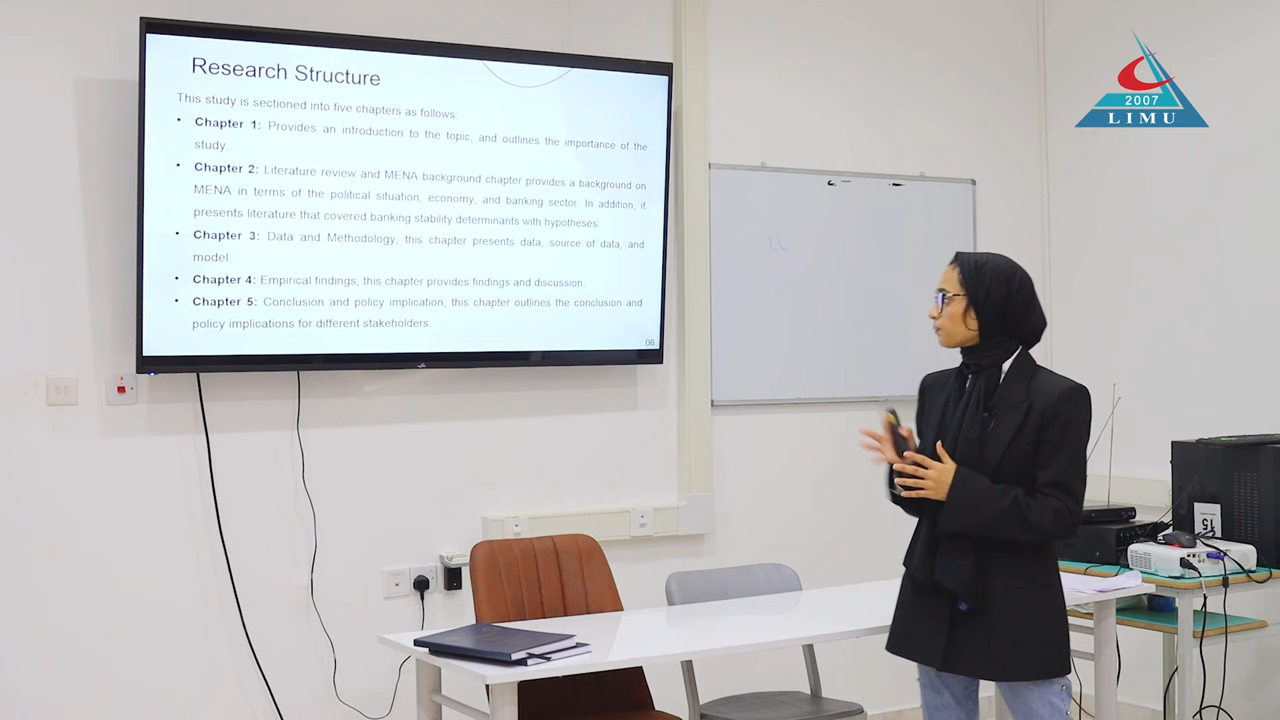 Research Structure
This study is sectioned into five chapters as follows:
• Chapter 1: Provides an introduction to the topic, and outlines the importance of the
study.
• Chapter 2: Literature review and MENA background chapter provides a background on
MENA in terms of the political situation, economy, and banking sector. In addition, it
presents literature that covered banking stability determinants with hypotheses.
• Chapter 3: Data and Methodology, this chapter presents data, source of data, and
model.
• Chapter 4: Empirical findings, this chapter provides findings and discussion.
• Chapter 5: Conclusion and policy implication, this chapter outlines the conclusion and
policy implications for different stakeholders.
06
2007
LIMU
15